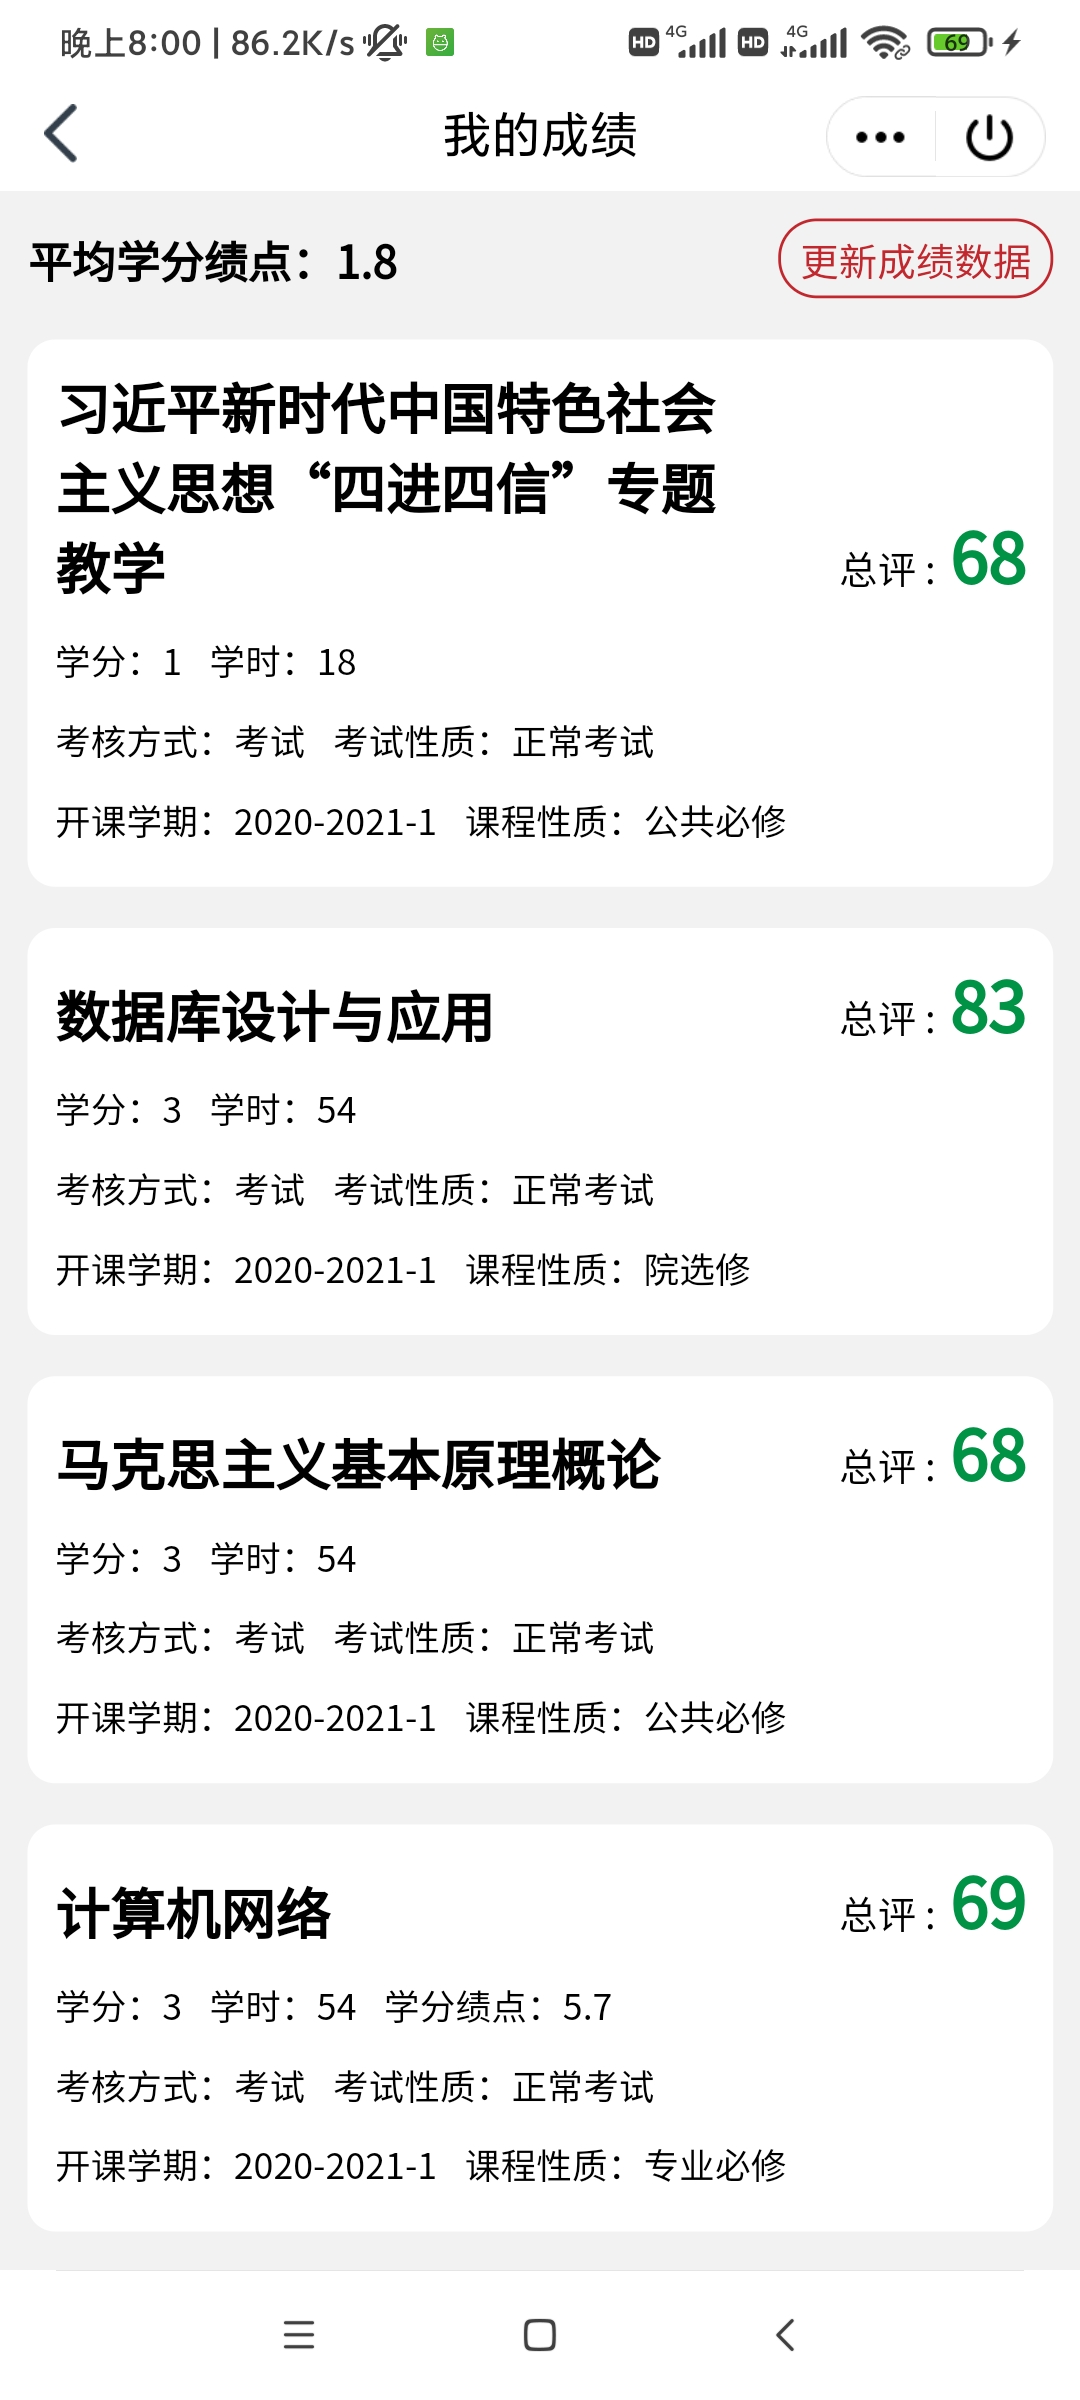 晚上8:00 | 86.2K/s
HD 4G HD 4G 69
我的成绩
平均学分绩点：1.8
更新成绩数据
习近平新时代中国特色社会
主义思想“四进四信”专题
教学
总评 : 68
学分：1 学时：18
考核方式：考试 考试性质：正常考试
开课学期：2020-2021-1 课程性质：公共必修
数据库设计与应用
总评 : 83
学分：3 学时：54
考核方式：考试 考试性质：正常考试
开课学期：2020-2021-1 课程性质：院选修
马克思主义基本原理概论
总评 : 68
学分：3 学时：54
考核方式：考试 考试性质：正常考试
开课学期：2020-2021-1 课程性质：公共必修
计算机网络
总评 : 69
学分：3 学时：54 学分绩点：5.7
考核方式：考试 考试性质：正常考试
开课学期：2020-2021-1 课程性质：专业必修